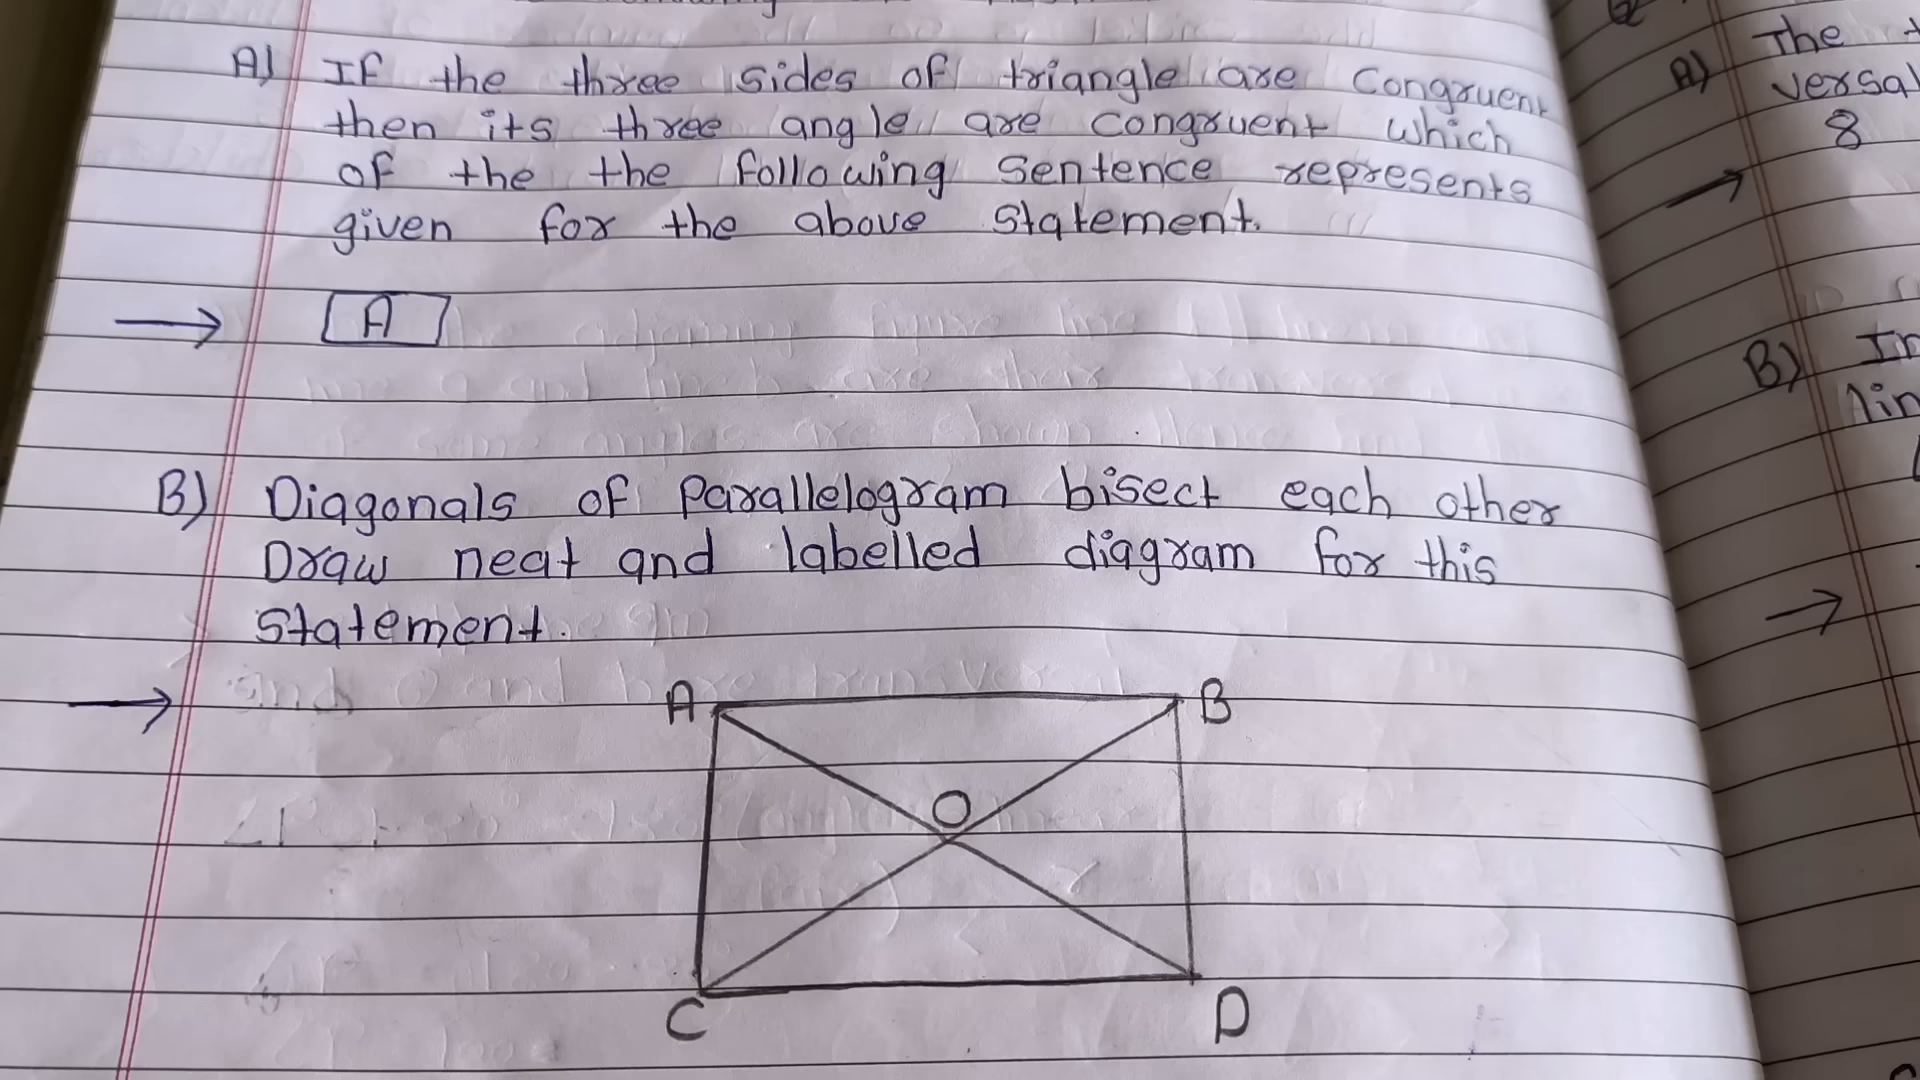 A) If the three sides of triangle are congruent
then its three angle are congruent which
of the the following sentence represents
given for the above statement.
→ A
B) Diagonals of parallelogram bisect each other
Draw neat and labelled diagram for this
statement.
→
A B
O
C D
A) The
versal
8
→
B) In
lin
→